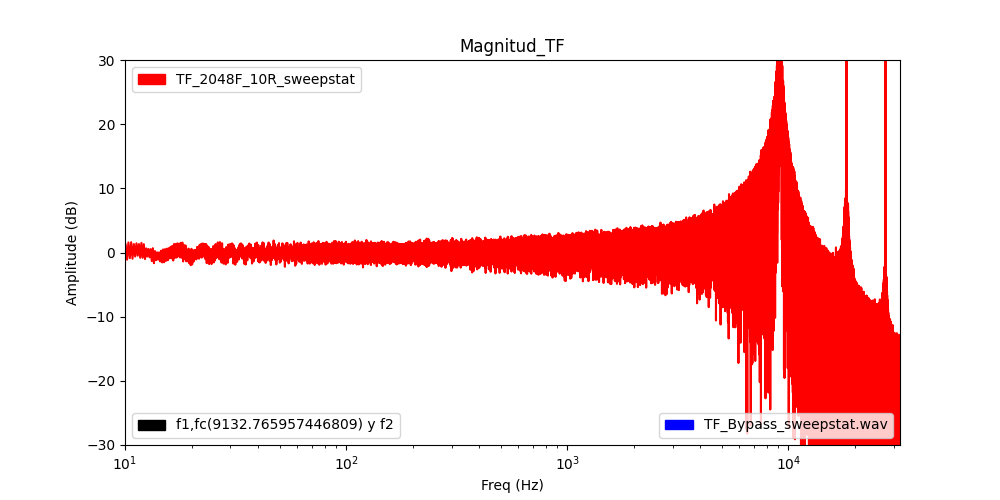 Magnitud_TF
TF_2048F_10R_sweepstat
30
20
10
0
−10
−20
−30
Amplitude (dB)
f1,fc(9132.765957446809) y f2
TF_Bypass_sweepstat.wav
10¹
10²
10³
10⁴
Freq (Hz)